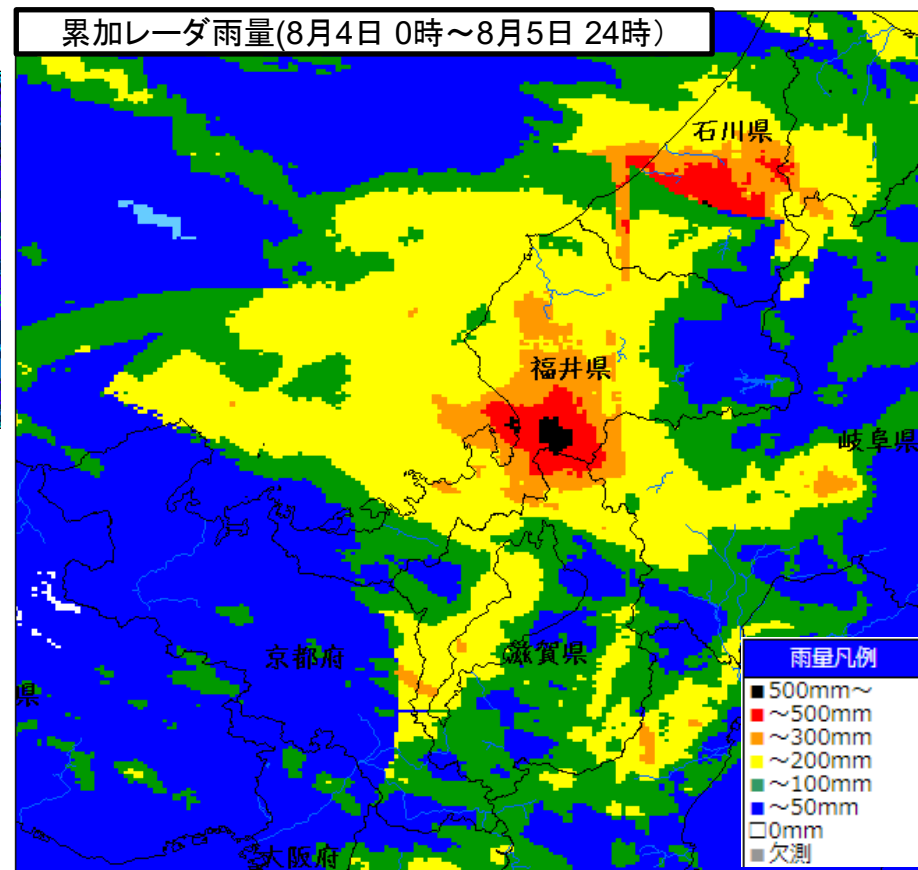 累加レーダ雨量(8月4日 0時～8月5日 24時)
石川県
福井県
岐阜県
京都府
滋賀県
県
大阪府
雨量凡例
500mm～
～500mm
～300mm
～200mm
～100mm
～50mm
0mm
欠測